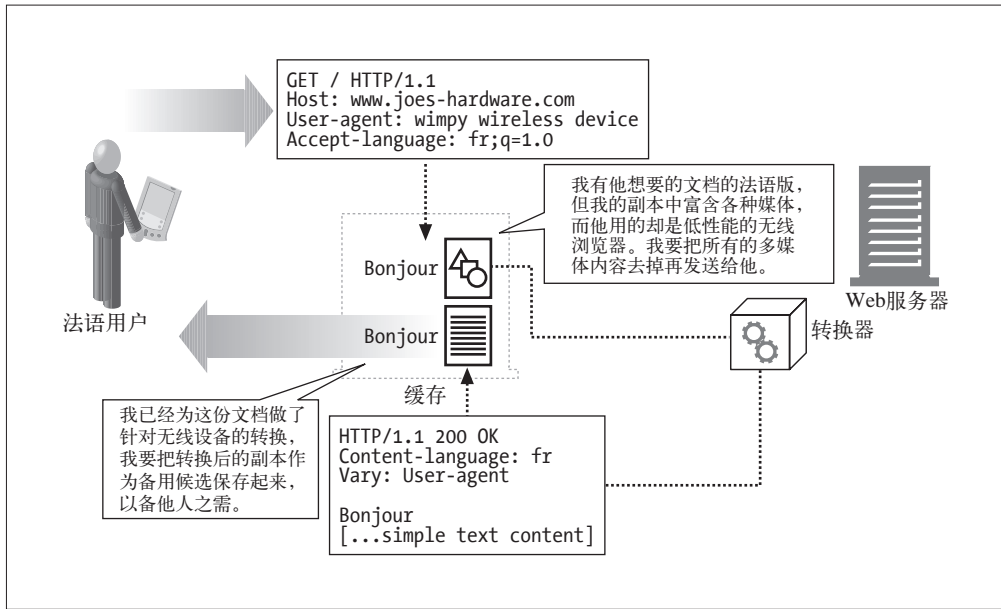 GET / HTTP/1.1
Host: www.joes-hardware.com
User-agent: wimpy wireless device
Accept-language: fr;q=1.0
我有他想要的文档的法语版，
但我的副本中富含各种媒体，
而他用的却是低性能的无线
浏览器。我要把所有的多媒
体内容去掉再发送给他。
Bonjour
Web服务器
法语用户
Bonjour
转换器
缓存
我已经为这份文档做了
针对无线设备的转换，
我要把转换后的副本作
为备用候选保存起来，
以备他人之需。
HTTP/1.1 200 OK
Content-language: fr
Vary: User-agent
Bonjour
[...simple text content]